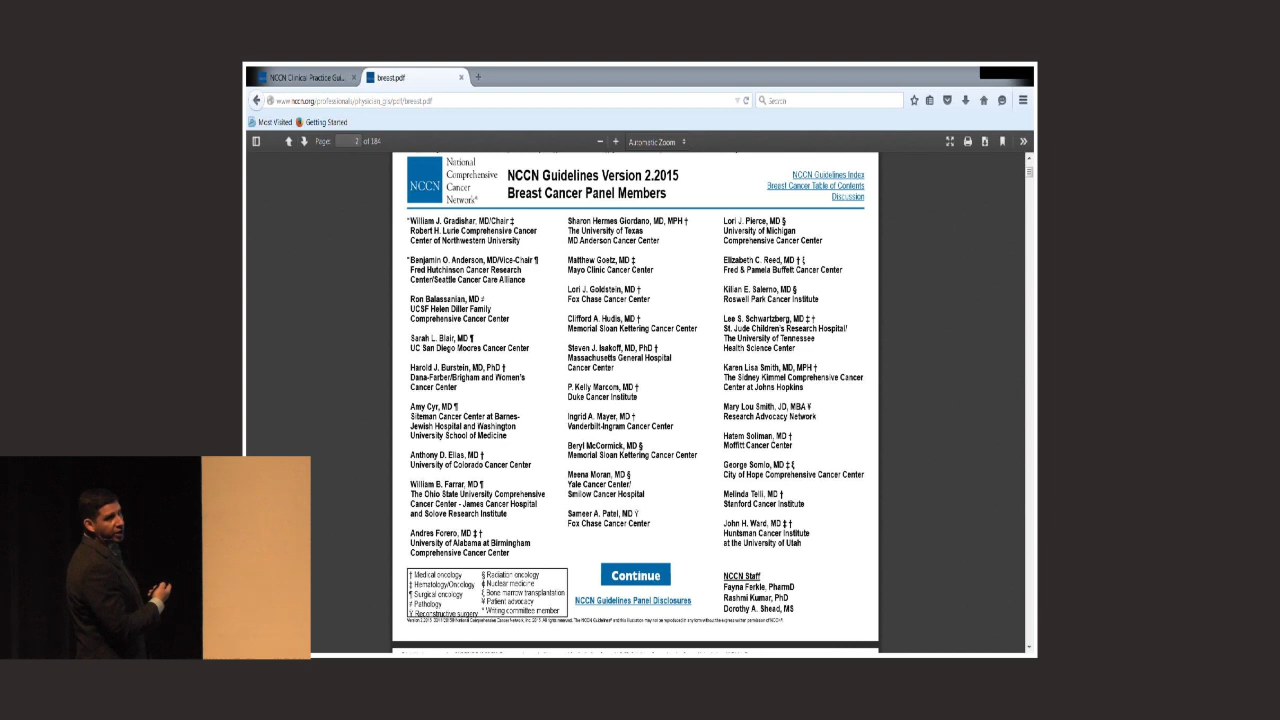 NCCN Clinical Practice Gui...
breast.pdf
www.nccn.org/professionals/physician_gls/pdf/breast.pdf
Search
Most Visited
Getting Started
Page: 2 of 184
Automatic Zoom
NCCN
National
Comprehensive
Cancer
Network®
NCCN Guidelines Version 2.2015
Breast Cancer Panel Members
NCCN Guidelines Index
Breast Cancer Table of Contents
Discussion
*William J. Gradishar, MD/Chair ‡
Robert H. Lurie Comprehensive Cancer
Center of Northwestern University
*Benjamin O. Anderson, MD/Vice-Chair ¶
Fred Hutchinson Cancer Research
Center/Seattle Cancer Care Alliance
Ron Balassanian, MD ≠
UCSF Helen Diller Family
Comprehensive Cancer Center
Sarah L. Blair, MD ¶
UC San Diego Moores Cancer Center
Harold J. Burstein, MD, PhD †
Dana-Farber/Brigham and Women's
Cancer Center
Amy Cyr, MD ¶
Siteman Cancer Center at Barnes-
Jewish Hospital and Washington
University School of Medicine
Anthony D. Elias, MD †
University of Colorado Cancer Center
William B. Farrar, MD ¶
The Ohio State University Comprehensive
Cancer Center - James Cancer Hospital
and Solove Research Institute
Andres Forero, MD ‡ †
University of Alabama at Birmingham
Comprehensive Cancer Center
Sharon Hermes Giordano, MD, MPH †
The University of Texas
MD Anderson Cancer Center
Matthew Goetz, MD ‡
Mayo Clinic Cancer Center
Lori J. Goldstein, MD †
Fox Chase Cancer Center
Clifford A. Hudis, MD †
Memorial Sloan Kettering Cancer Center
Steven J. Isakoff, MD, PhD †
Massachusetts General Hospital
Cancer Center
P. Kelly Marcom, MD †
Duke Cancer Institute
Ingrid A. Mayer, MD †
Vanderbilt-Ingram Cancer Center
Beryl McCormick, MD §
Memorial Sloan Kettering Cancer Center
Meena Moran, MD §
Yale Cancer Center/
Smilow Cancer Hospital
Sameer A. Patel, MD Ÿ
Fox Chase Cancer Center
Lori J. Pierce, MD §
University of Michigan
Comprehensive Cancer Center
Elizabeth C. Reed, MD † ξ
Fred & Pamela Buffett Cancer Center
Kilian E. Salerno, MD §
Roswell Park Cancer Institute
Lee S. Schwartzberg, MD ‡ †
St. Jude Children's Research Hospital/
The University of Tennessee
Health Science Center
Karen Lisa Smith, MD, MPH †
The Sidney Kimmel Comprehensive Cancer
Center at Johns Hopkins
Mary Lou Smith, JD, MBA ¥
Research Advocacy Network
Hatem Soliman, MD †
Moffitt Cancer Center
George Somlo, MD ‡ ξ
City of Hope Comprehensive Cancer Center
Melinda Telli, MD †
Stanford Cancer Institute
John H. Ward, MD ‡ †
Huntsman Cancer Institute
at the University of Utah
NCCN Staff
Fayna Ferkle, PharmD
Rashmi Kumar, PhD
Dorothy A. Shead, MS
† Medical oncology
‡ Hematology/Oncology
¶ Surgical oncology
≠ Pathology
Ÿ Reconstructive surgery
§ Radiation oncology
ф Nuclear medicine
ξ Bone marrow transplantation
¥ Patient advocacy
* Writing committee member
Continue
NCCN Guidelines Panel Disclosures